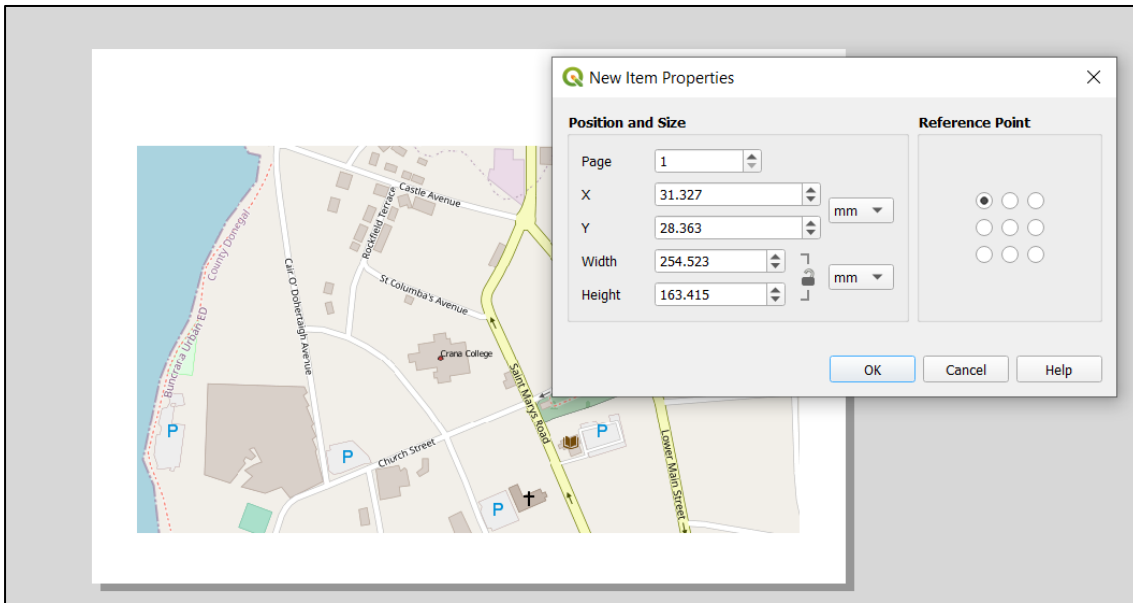 New Item Properties
Position and Size
Reference Point
Page 1
X 31.327
mm
Y 28.363
Width 254.523
mm
Height 163.415
OK Cancel Help
Castle Avenue
County Donegal
Rockfield Terrace
Cair O' Dohertaigh Avenue
St Columba's Avenue
Buncrara Urban ED
Crana College
Saint Marys Road
P
P
P
Church Street
Lower Main Street
P